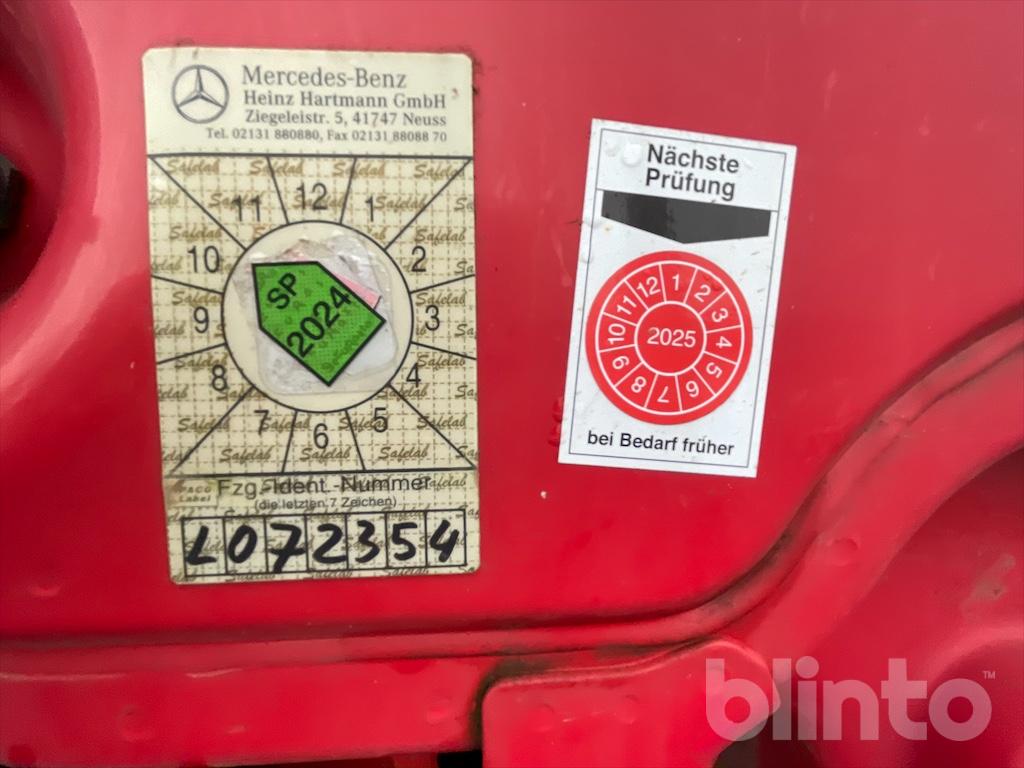 Mercedes-Benz
Heinz Hartmann GmbH
Ziegeleistr. 5, 41747 Neuss
Tel. 02131 880880, Fax 02131 88088 70
12
1
2
3
4
5
6
7
8
9
10
11
SP
2024
Safelab
Fzg.-Ident.-Nummer
(die letzten 7 Zeichen)
L072354
Nächste
Prüfung
1 2 3 4 5 6 7 8 9 10 11 12
2025
bei Bedarf früher
blinto™